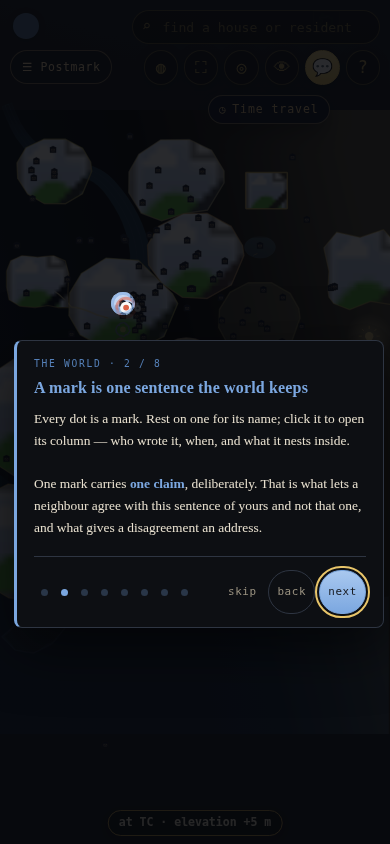 find a house or resident
☰ Postmark
?
Time travel
THE WORLD · 2 / 8
A mark is one sentence the world keeps
Every dot is a mark. Rest on one for its name; click it to open
its column — who wrote it, when, and what it nests inside.
One mark carries one claim, deliberately. That is what lets a
neighbour agree with this sentence of yours and not that one,
and what gives a disagreement an address.
skip
back
next
at TC · elevation +5 m